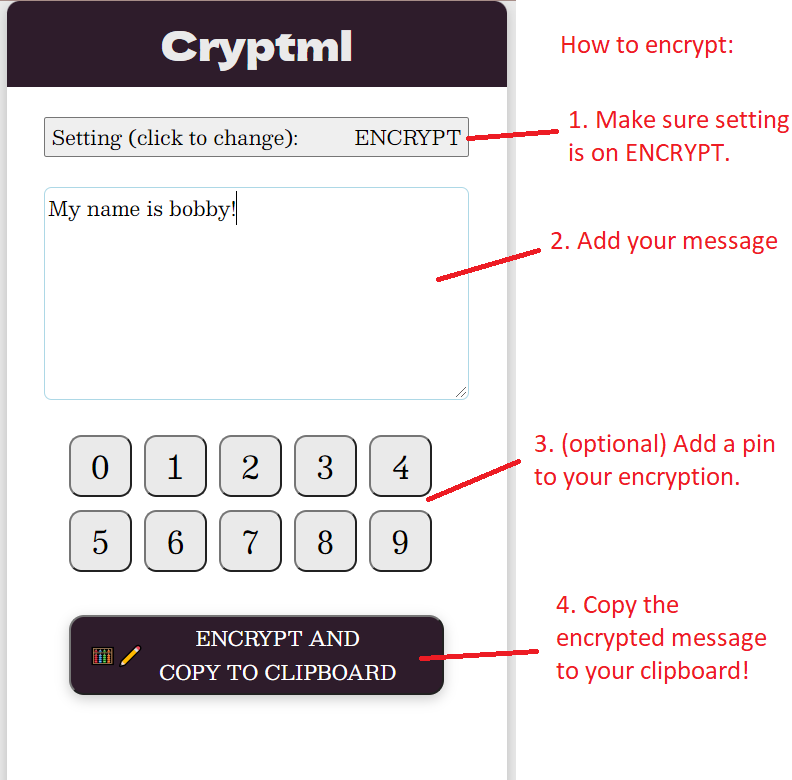 Cryptml
How to encrypt:
Setting (click to change): ENCRYPT
1. Make sure setting
is on ENCRYPT.
My name is bobby!
2. Add your message
0 1 2 3 4
3. (optional) Add a pin
to your encryption.
5 6 7 8 9
ENCRYPT AND
COPY TO CLIPBOARD
4. Copy the
encrypted message
to your clipboard!